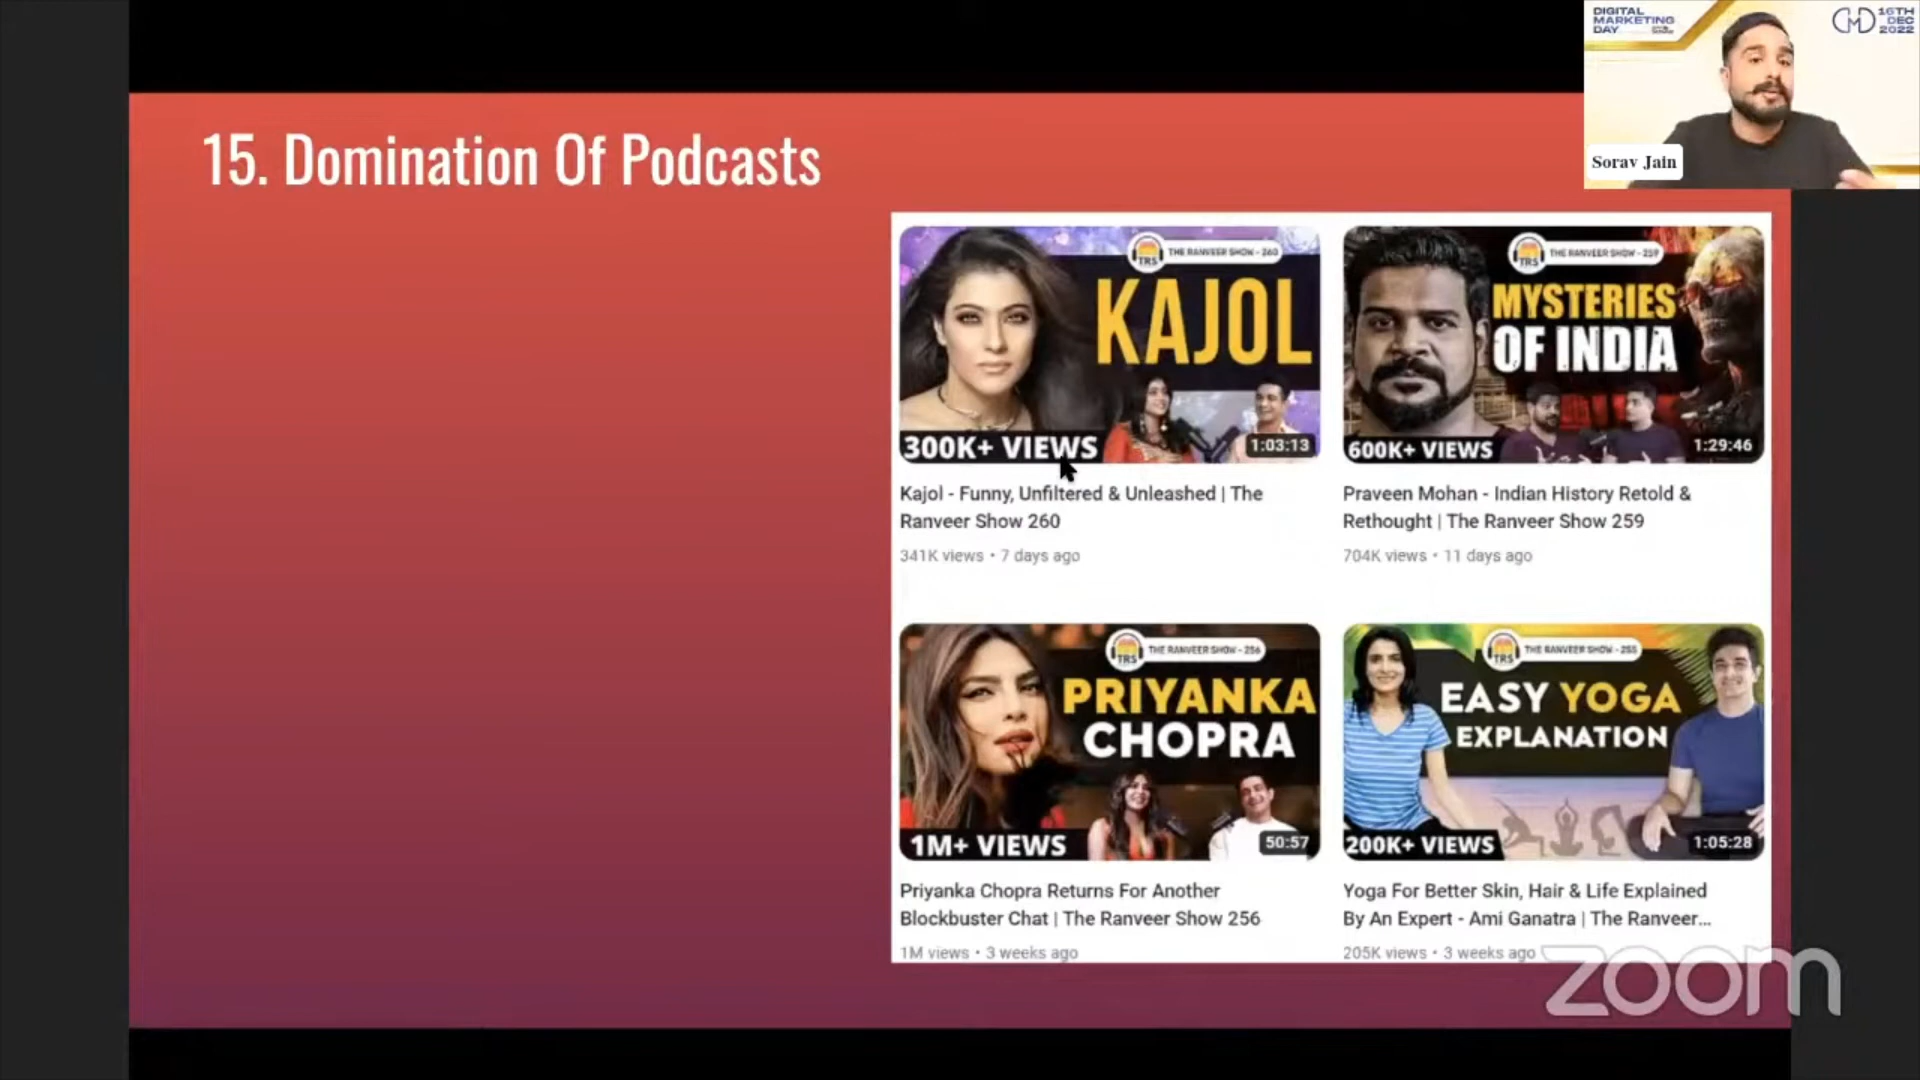 DIGITAL
MARKETING
DAY
16TH
DEC
2022
Sorav Jain
15. Domination Of Podcasts
TRS
THE RANVEER SHOW - 260
KAJOL
300K+ VIEWS
1:03:13
Kajol - Funny, Unfiltered & Unleashed | The
Ranveer Show 260
341K views • 7 days ago
TRS
THE RANVEER SHOW - 259
MYSTERIES
OF INDIA
600K+ VIEWS
1:29:46
Praveen Mohan - Indian History Retold &
Rethought | The Ranveer Show 259
704K views • 11 days ago
TRS
THE RANVEER SHOW - 256
PRIYANKA
CHOPRA
1M+ VIEWS
50:57
Priyanka Chopra Returns For Another
Blockbuster Chat | The Ranveer Show 256
1M views • 3 weeks ago
TRS
THE RANVEER SHOW - 255
EASY YOGA
EXPLANATION
200K+ VIEWS
1:05:28
Yoga For Better Skin, Hair & Life Explained
By An Expert - Ami Ganatra | The Ranveer...
205K views • 3 weeks ago
zoom